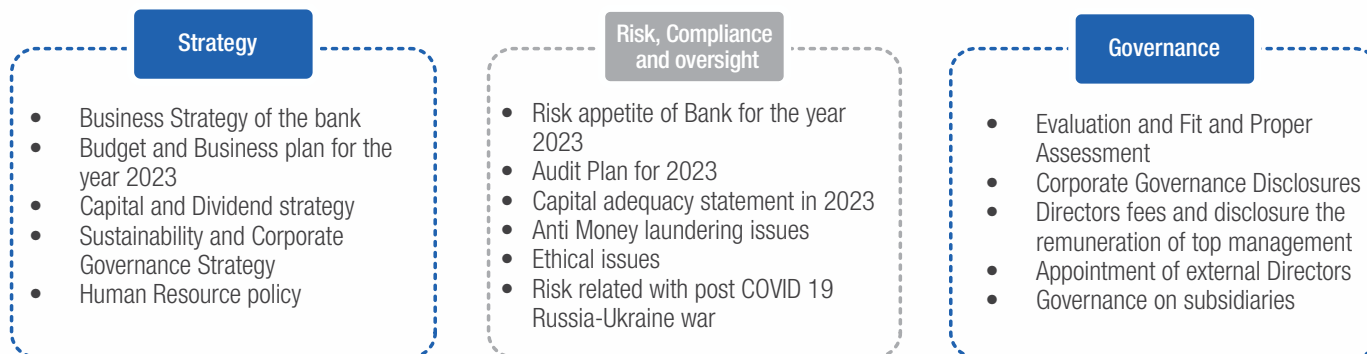 Strategy
• Business Strategy of the bank
• Budget and Business plan for the
year 2023
• Capital and Dividend strategy
• Sustainability and Corporate
Governance Strategy
• Human Resource policy
Risk, Compliance
and oversight
• Risk appetite of Bank for the year
2023
• Audit Plan for 2023
• Capital adequacy statement in 2023
• Anti Money laundering issues
• Ethical issues
• Risk related with post COVID 19
Russia-Ukraine war
Governance
• Evaluation and Fit and Proper
Assessment
• Corporate Governance Disclosures
• Directors fees and disclosure the
remuneration of top management
• Appointment of external Directors
• Governance on subsidiaries